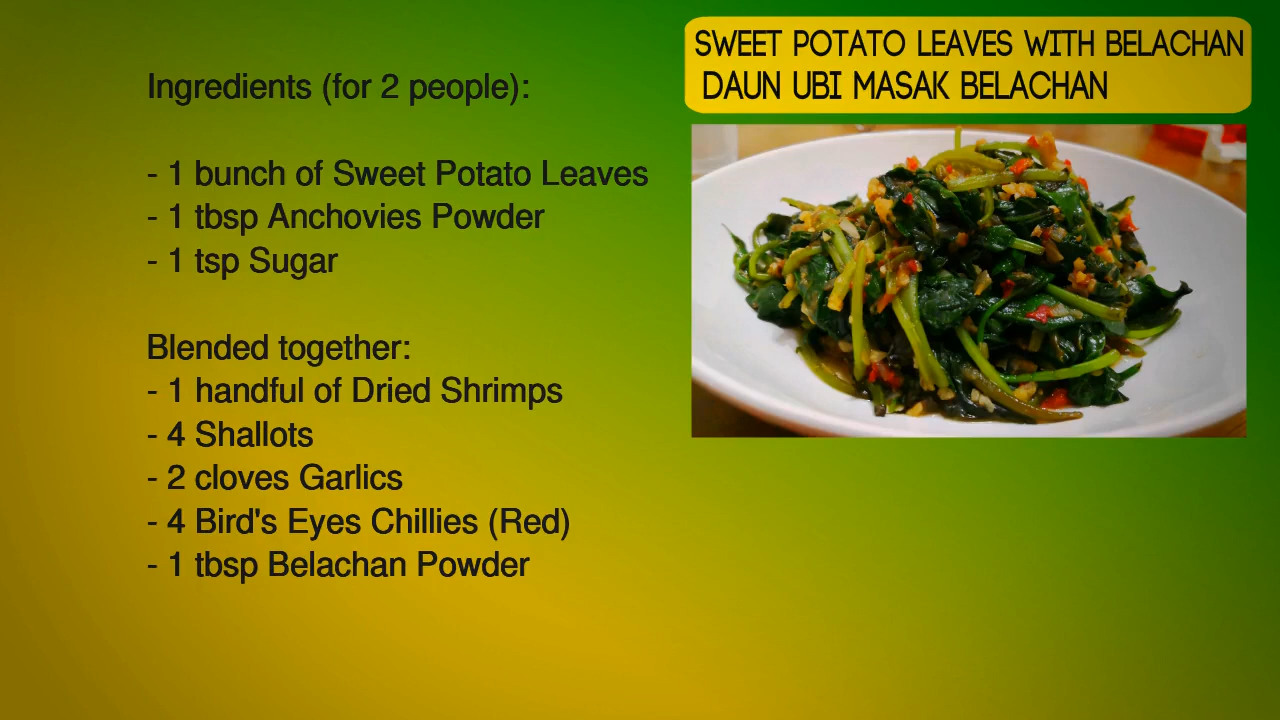 SWEET POTATO LEAVES WITH BELACHAN
DAUN UBI MASAK BELACHAN
Ingredients (for 2 people):
- 1 bunch of Sweet Potato Leaves
- 1 tbsp Anchovies Powder
- 1 tsp Sugar
Blended together:
- 1 handful of Dried Shrimps
- 4 Shallots
- 2 cloves Garlics
- 4 Bird's Eyes Chillies (Red)
- 1 tbsp Belachan Powder